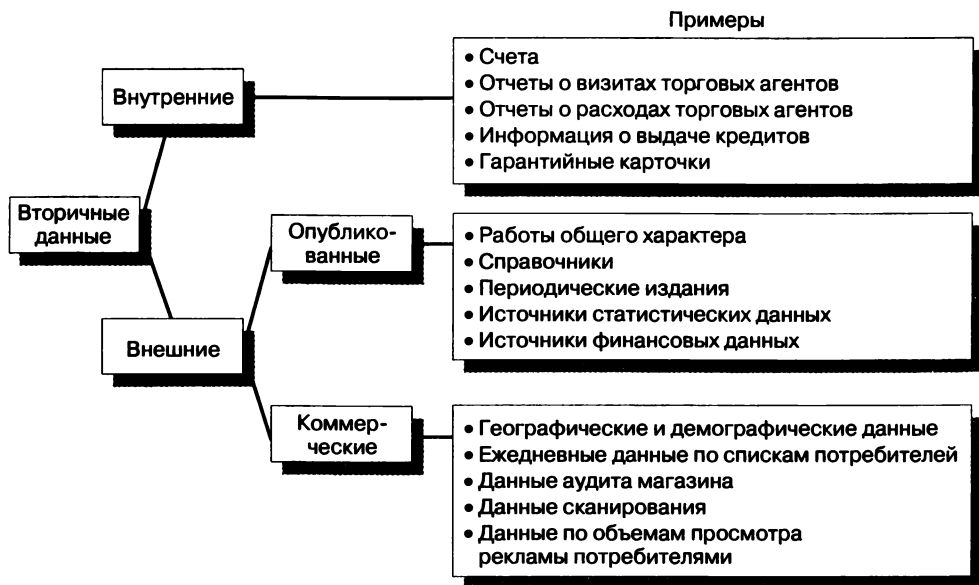 Примеры
Внутренние
• Счета
• Отчеты о визитах торговых агентов
• Отчеты о расходах торговых агентов
• Информация о выдаче кредитов
• Гарантийные карточки
Вторичные
данные
Опублико-
ванные
• Работы общего характера
• Справочники
• Периодические издания
• Источники статистических данных
• Источники финансовых данных
Внешние
Коммер-
ческие
• Географические и демографические данные
• Ежедневные данные по спискам потребителей
• Данные аудита магазина
• Данные сканирования
• Данные по объемам просмотра
рекламы потребителями